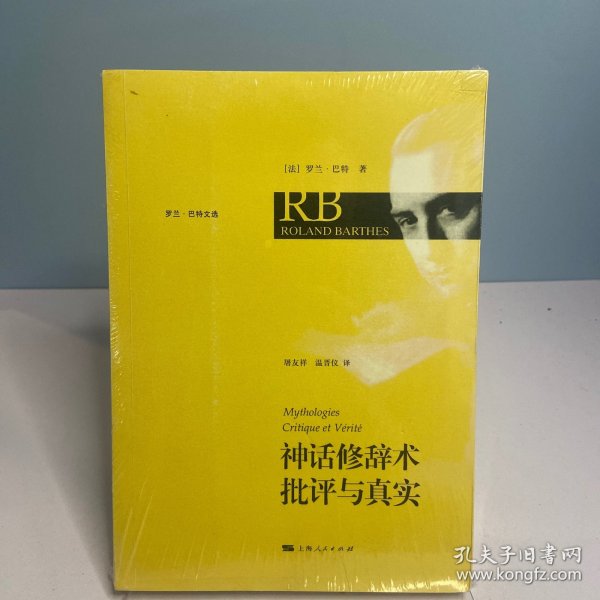 [法] 罗兰·巴特 著
RB
ROLAND BARTHES
罗兰·巴特文选
屠友祥 温晋仪 译
Mythologies
Critique et Vérité
神话修辞术
批评与真实
上海人民出版社
孔夫子旧書网
www.kongfz.com